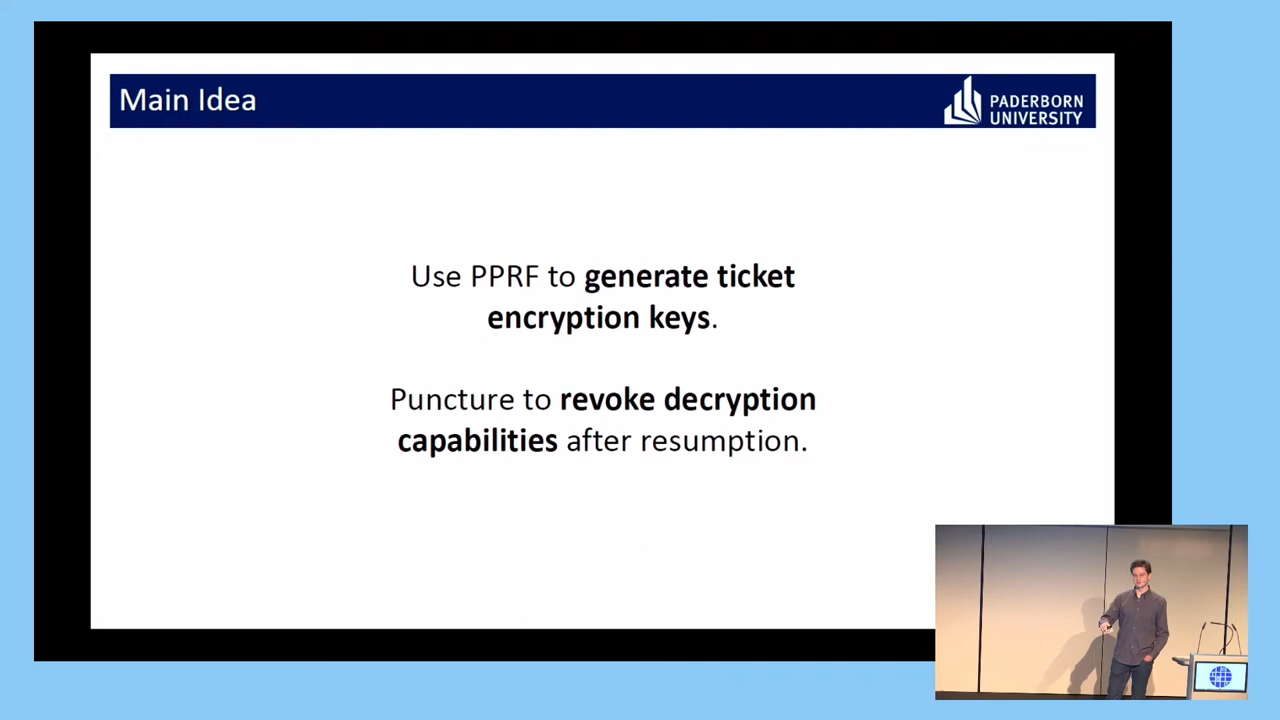 Main Idea
PADERBORN
UNIVERSITY
Use PPRF to generate ticket
encryption keys.
Puncture to revoke decryption
capabilities after resumption.